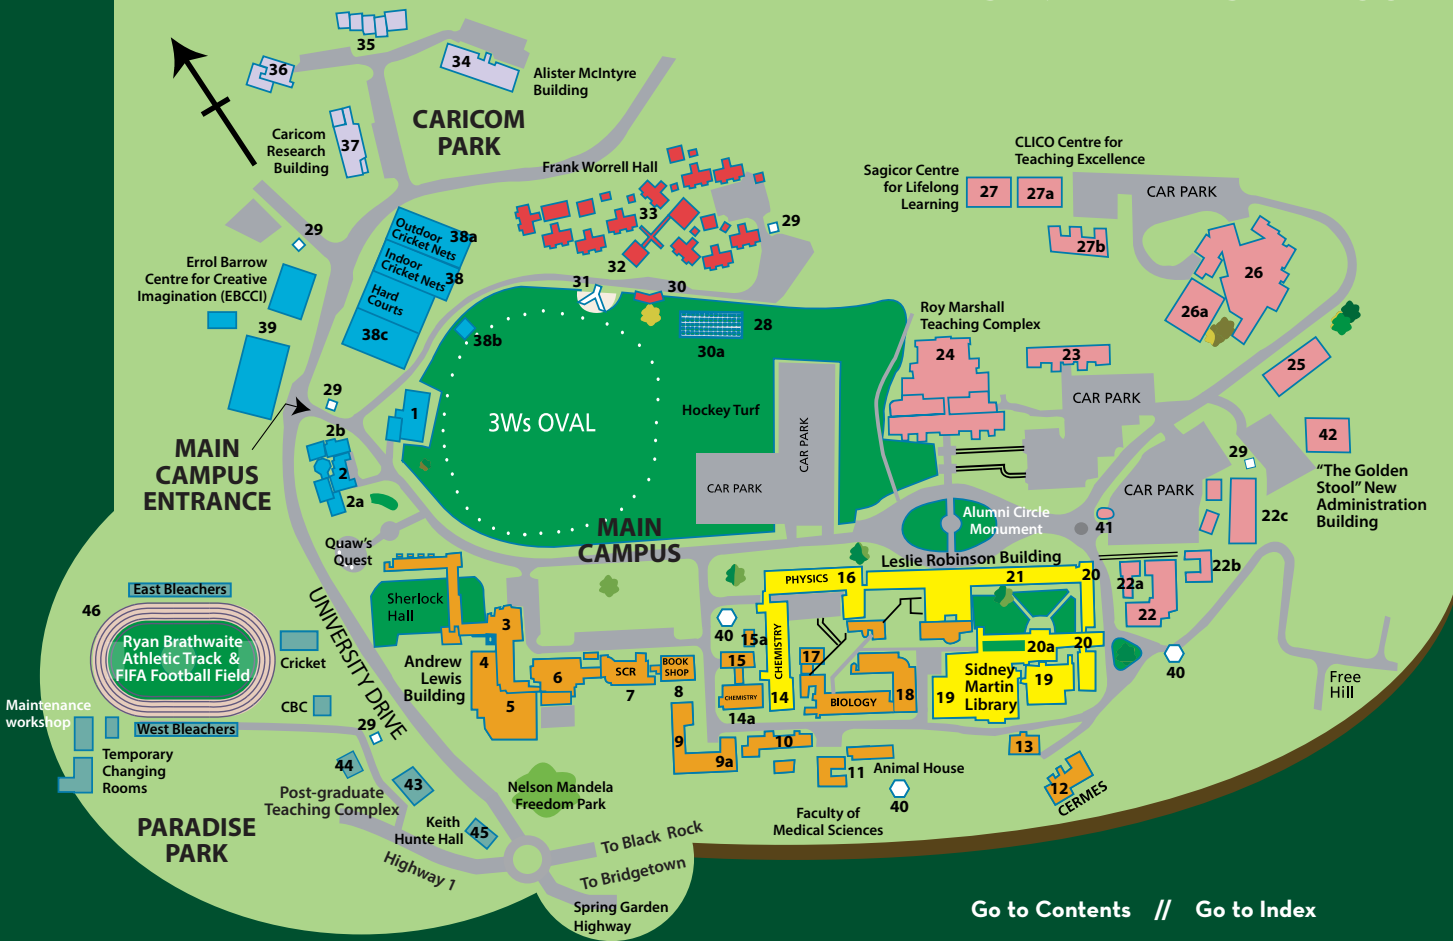 35
36
34
Alister McIntyre
Building
CARICOM
PARK
Caricom
Research
Building
37
Frank Worrell Hall
CLICO Centre for
Teaching Excellence
Sagicor Centre
for Lifelong
Learning
27
27a
CAR PARK
27b
26
26a
25
29
33
32
29
Outdoor
Cricket Nets
38a
Indoor
Cricket Nets
38
Hard
Courts
38c
38b
Errol Barrow
Centre for Creative
Imagination (EBCCI)
39
31
30
28
30a
Roy Marshall
Teaching Complex
24
23
CAR PARK
29
1
3Ws OVAL
Hockey Turf
CAR PARK
CAR PARK
MAIN
CAMPUS
ENTRANCE
2b
2
2a
42
29
"The Golden
Stool" New
Administration
Building
CAR PARK
22c
41
Alumni Circle
Monument
MAIN
CAMPUS
Quaw's
Quest
Leslie Robinson Building
PHYSICS
16
21
20
22a
22b
22
East Bleachers
46
Ryan Brathwaite
Athletic Track &
FIFA Football Field
Cricket
UNIVERSITY DRIVE
Sherlock
Hall
3
Andrew
Lewis
Building
4
5
6
SCR
7
BOOK
SHOP
8
40
15a
15
CHEMISTRY
CHEMISTRY
14
14a
17
BIOLOGY
18
20a
20
Sidney
Martin
Library
19
19
40
Free
Hill
CBC
Maintenance
workshop
West Bleachers
29
Temporary
Changing
Rooms
44
43
Post-graduate
Teaching Complex
Keith
Hunte Hall
45
9
9a
10
11
Animal House
40
13
12
CERMES
Nelson Mandela
Freedom Park
Faculty of
Medical Sciences
PARADISE
PARK
Highway 1
To Black Rock
To Bridgetown
Spring Garden
Highway
Go to Contents // Go to Index